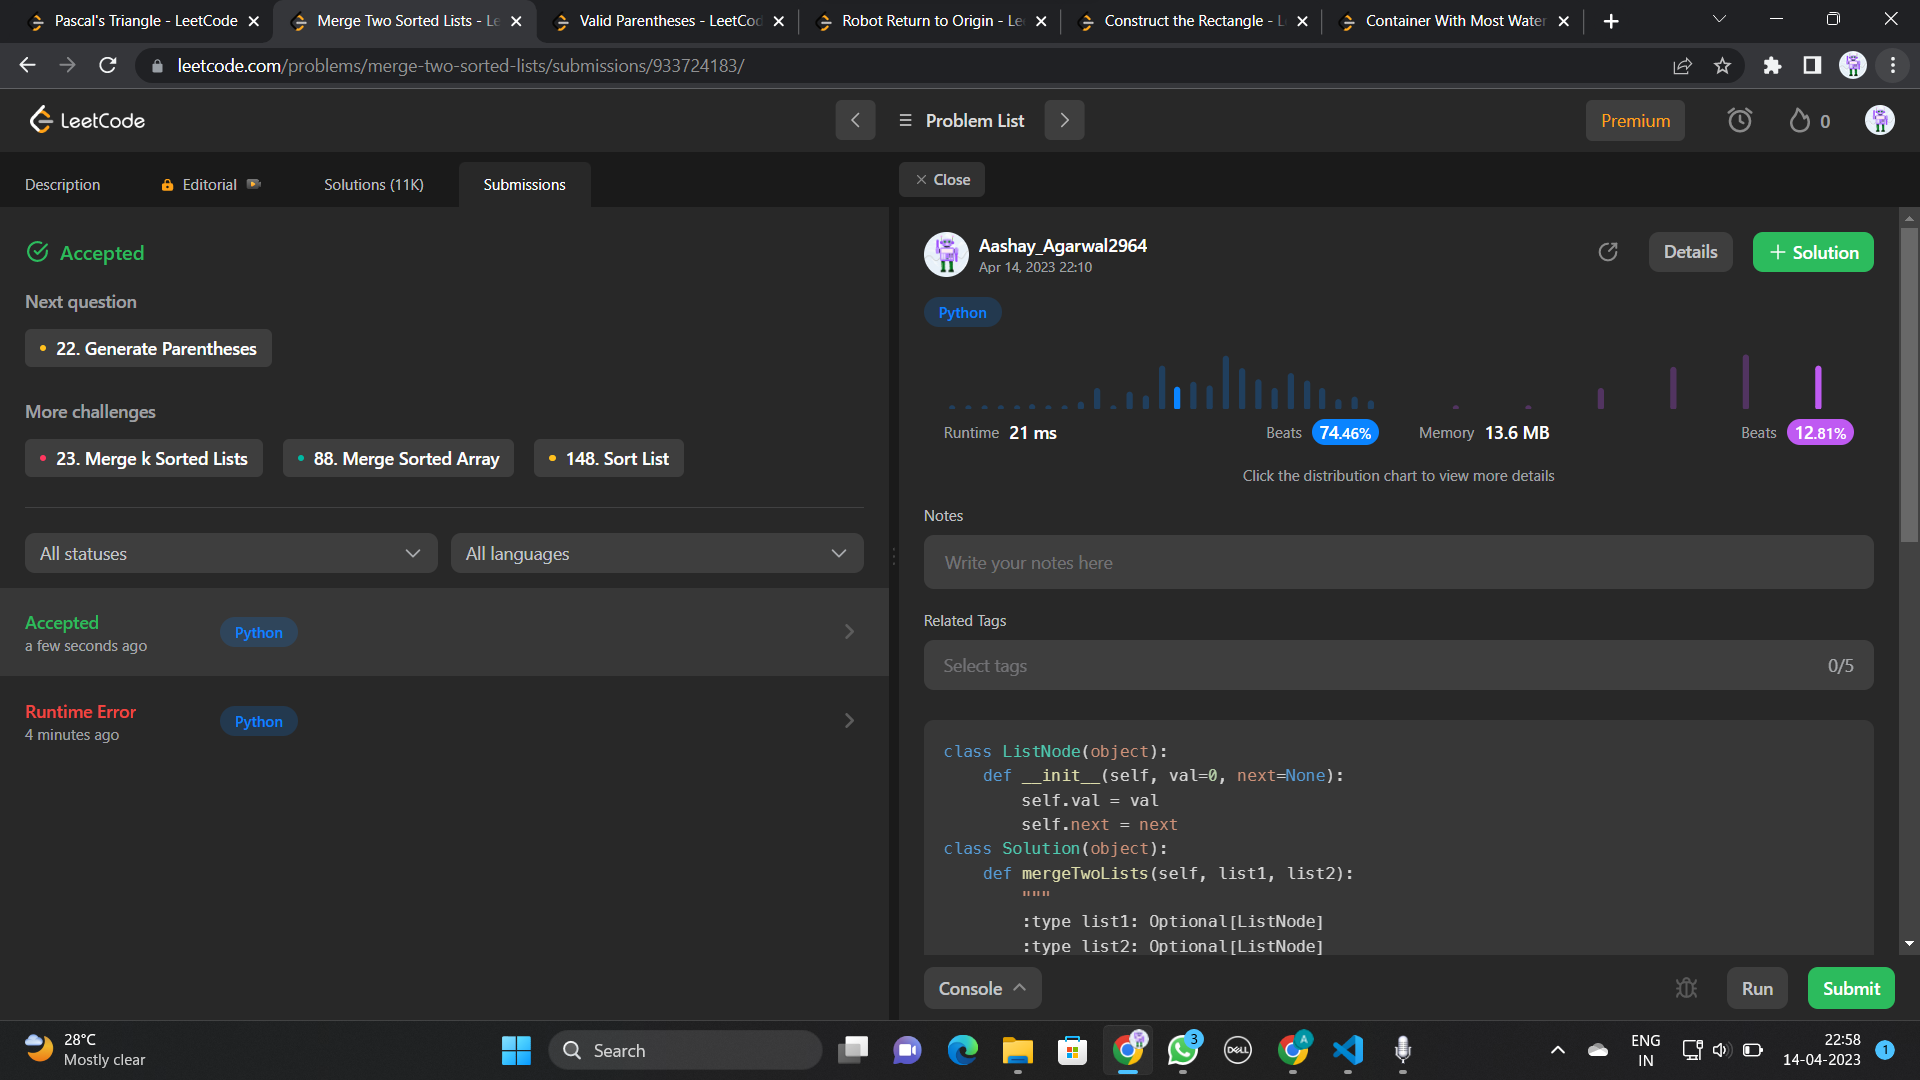 Pascal's Triangle - LeetCode
Merge Two Sorted Lists - Le
Valid Parentheses - LeetCod
Robot Return to Origin - Le
Construct the Rectangle - L
Container With Most Water
leetcode.com/problems/merge-two-sorted-lists/submissions/933724183/
LeetCode
Problem List
Premium
0
Description
Editorial
Solutions (11K)
Submissions
Close
Accepted
Next question
22. Generate Parentheses
More challenges
23. Merge k Sorted Lists
88. Merge Sorted Array
148. Sort List
All statuses
All languages
Accepted
a few seconds ago
Python
Runtime Error
4 minutes ago
Python
Aashay_Agarwal2964
Apr 14, 2023 22:10
Details
+ Solution
Python
Runtime 21 ms
Beats 74.46%
Memory 13.6 MB
Beats 12.81%
Click the distribution chart to view more details
Notes
Write your notes here
Related Tags
Select tags
0/5
class ListNode(object):
    def __init__(self, val=0, next=None):
        self.val = val
        self.next = next
class Solution(object):
    def mergeTwoLists(self, list1, list2):
        """
        :type list1: Optional[ListNode]
        :type list2: Optional[ListNode]
Console
Run
Submit
28°C
Mostly clear
Search
DELL
A
3
ENG
IN
22:58
14-04-2023
1